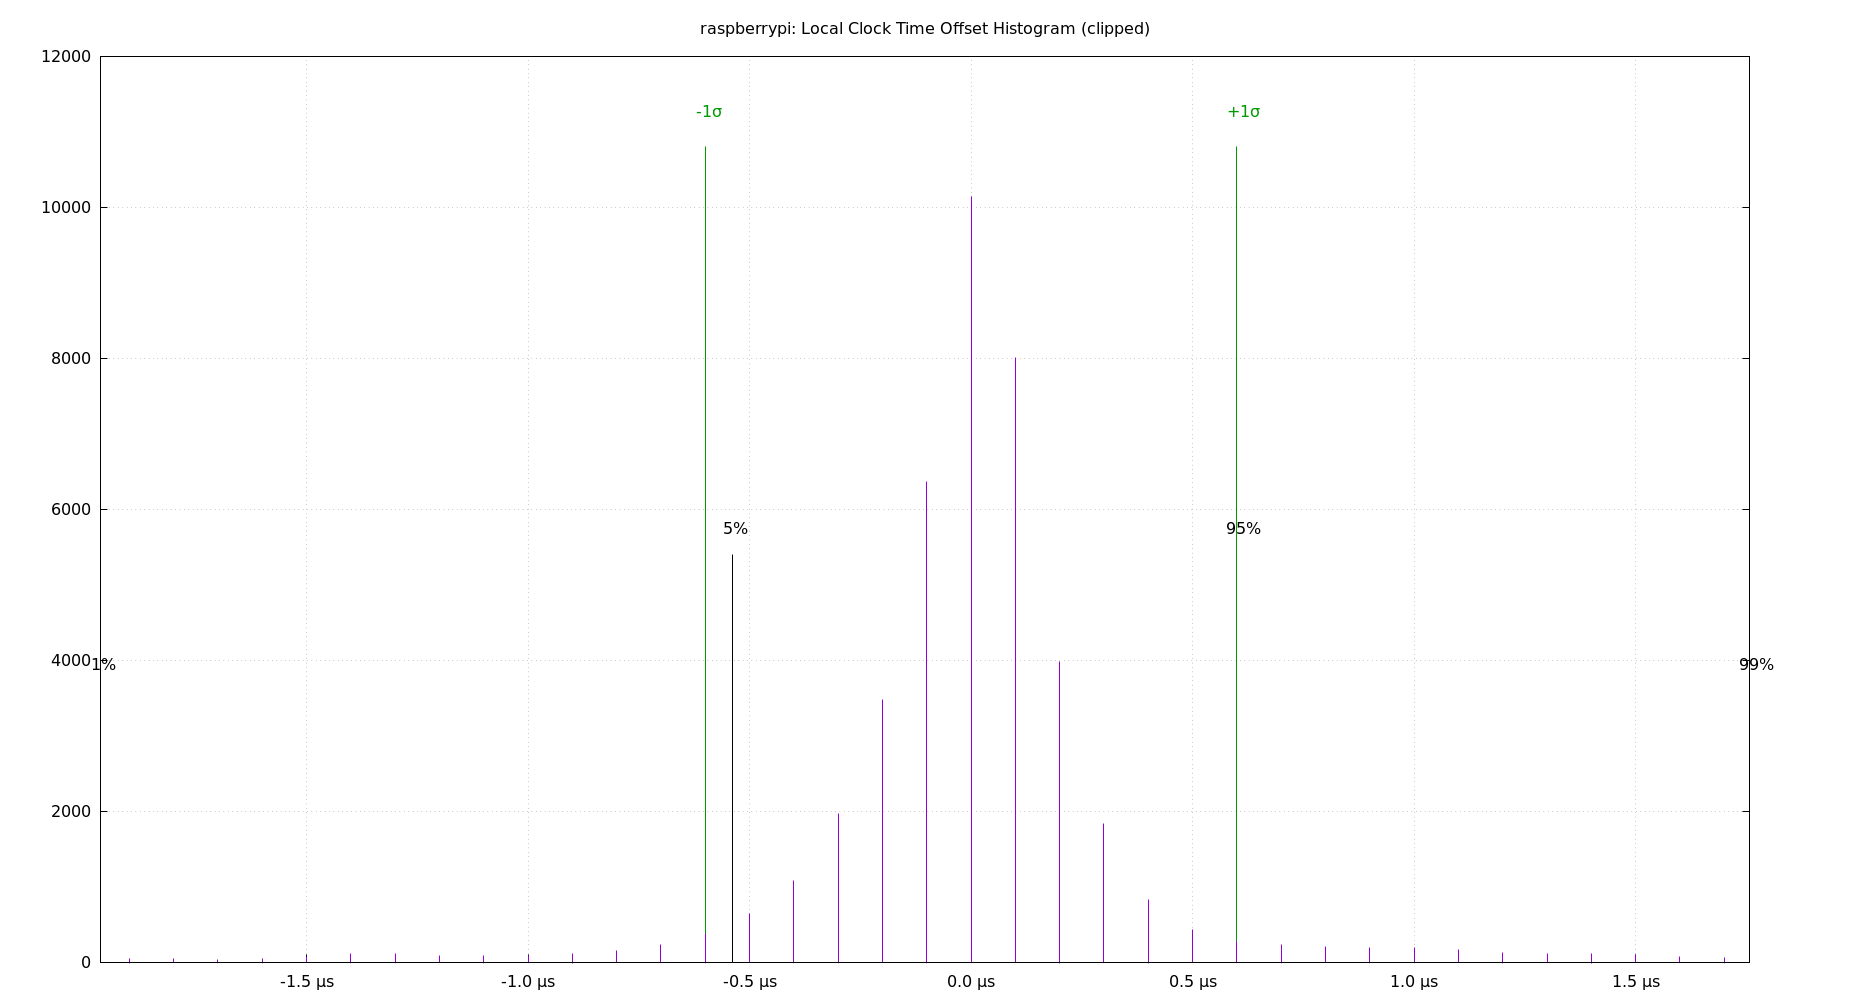 raspberrypi: Local Clock Time Offset Histogram (clipped)
12000
-1σ +1σ
10000
8000
6000
5% 95%
4000 1% 99%
2000
0
-1.5 µs -1.0 µs -0.5 µs 0.0 µs 0.5 µs 1.0 µs 1.5 µs